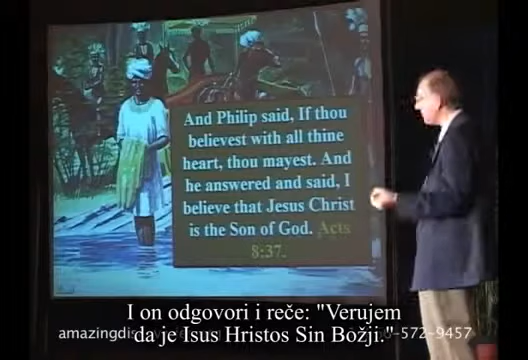 And Philip said, If thou
believest with all thine
heart, thou mayest. And
he answered and said, I
believe that Jesus Christ
is the Son of God. Acts
8:37.
I on odgovori i reče: "Verujem
da je Isus Hristos Sin Božji."
amazingdis
-572-9457